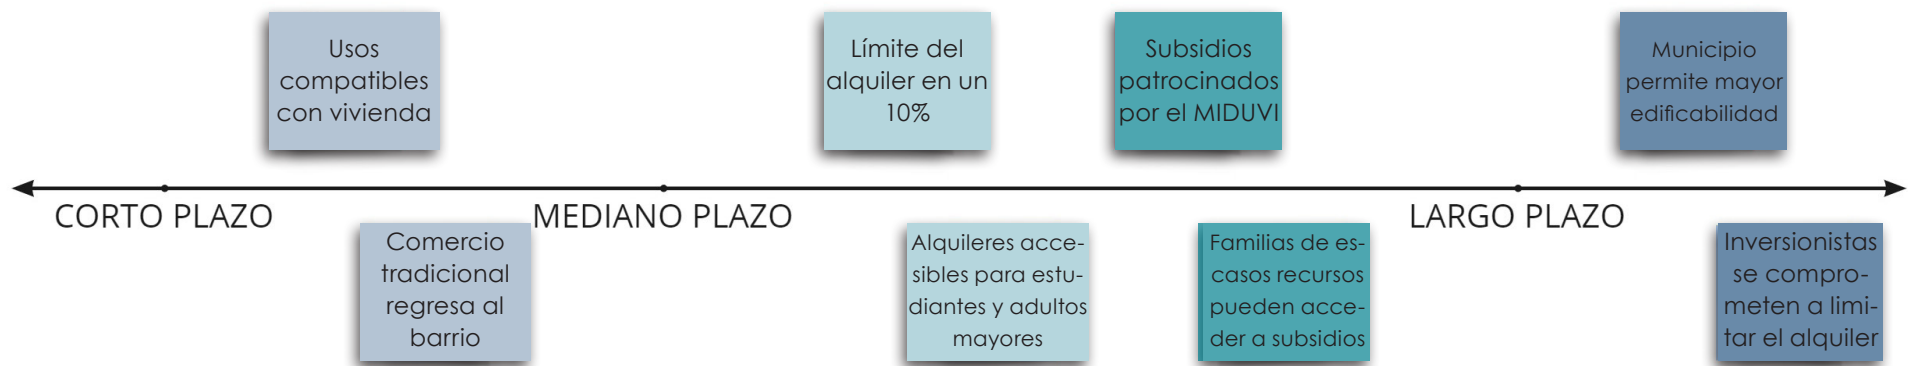 Usos
compatibles
con vivienda
Límite del
alquiler en un
10%
Subsidios
patrocinados
por el MIDUVI
Municipio
permite mayor
edificabilidad
CORTO PLAZO
MEDIANO PLAZO
LARGO PLAZO
Comercio
tradicional
regresa al
barrio
Alquileres acce-
sibles para estu-
diantes y adultos
mayores
Familias de es-
casos recursos
pueden acce-
der a subsidios
Inversionistas
se compro-
meten a limi-
tar el alquiler